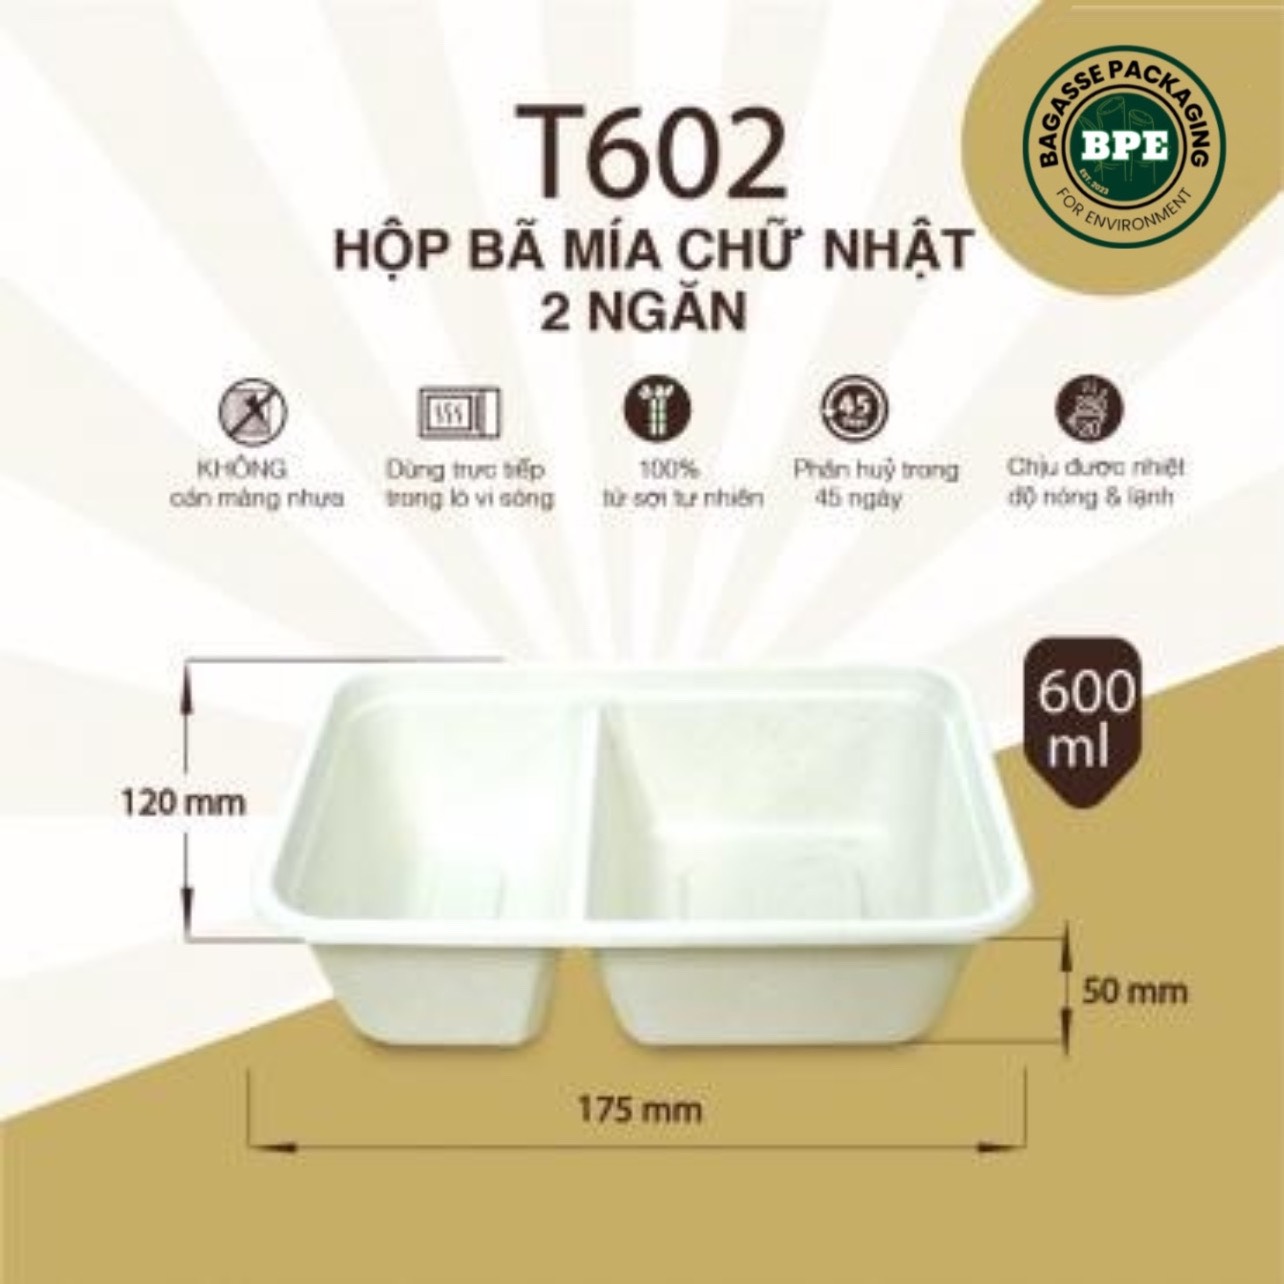 BAGASSE PACKAGING
BPE
EST. 2023
FOR ENVIRONMENT
T602
HỘP BÃ MÍA CHỮ NHẬT
2 NGĂN
45
KHÔNG
cán màng nhựa
Dùng trực tiếp
trong lò vi sóng
100%
từ sợi tự nhiên
Phân huỷ trong
45 ngày
Chịu được nhiệt
độ nóng & lạnh
600
ml
120 mm
50 mm
175 mm